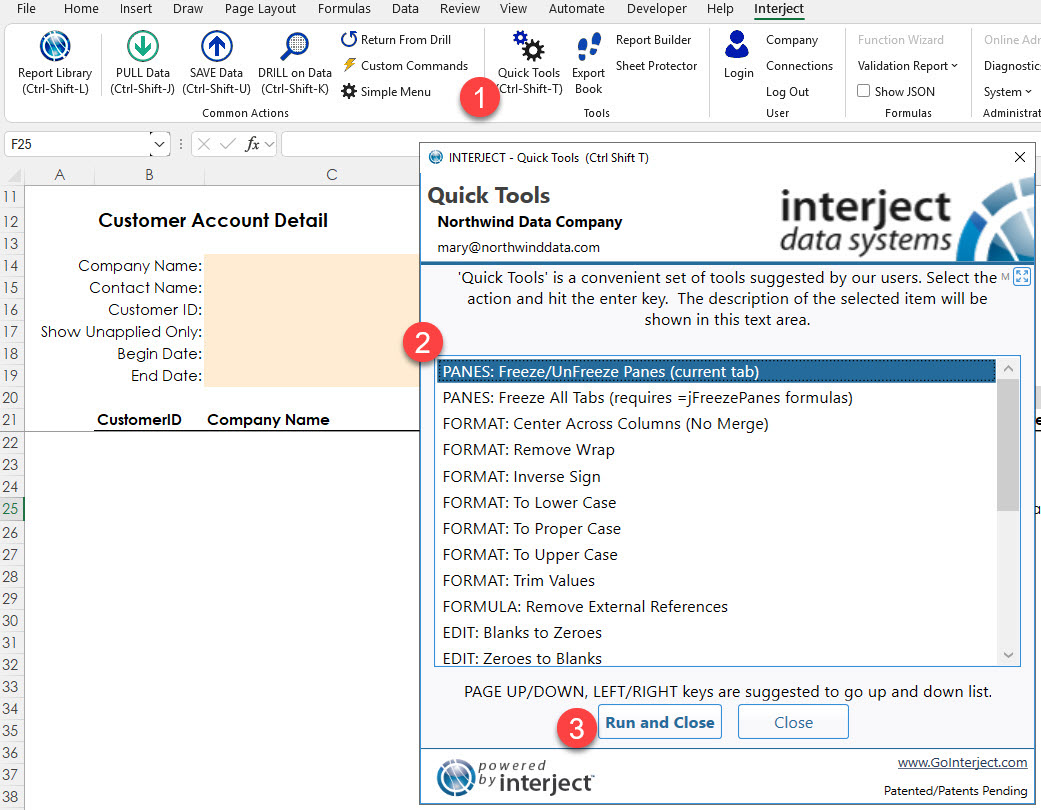 File Home Insert Draw Page Layout Formulas Data Review View Automate Developer Help Interject
Report Library
(Ctrl-Shift-L)
PULL Data
(Ctrl-Shift-J)
SAVE Data
(Ctrl-Shift-U)
DRILL on Data
(Ctrl-Shift-K)
Return From Drill
Custom Commands
Simple Menu
Common Actions
1
Quick Tools
(Ctrl-Shift-T)
Export
Book
Report Builder
Sheet Protector
Tools
Login
Company
Connections
Log Out
User
Function Wizard
Validation Report
Show JSON
Formulas
Online
Diagnostic
System
F25
fx
A B C
11
12 Customer Account Detail
13
14 Company Name:
15 Contact Name:
16 Customer ID:
17 Show Unapplied Only:
18 Begin Date:
19 End Date:
20
21 CustomerID Company Name
22
23
24
25
26
27
28
29
30
31
32
33
34
35
36
37
38
INTERJECT - Quick Tools (Ctrl Shift T)
Quick Tools
Northwind Data Company
mary@northwinddata.com
interject
data systems
'Quick Tools' is a convenient set of tools suggested by our users. Select the M
action and hit the enter key. The description of the selected item will be
shown in this text area.
2
PANES: Freeze/UnFreeze Panes (current tab)
PANES: Freeze All Tabs (requires =jFreezePanes formulas)
FORMAT: Center Across Columns (No Merge)
FORMAT: Remove Wrap
FORMAT: Inverse Sign
FORMAT: To Lower Case
FORMAT: To Proper Case
FORMAT: To Upper Case
FORMAT: Trim Values
FORMULA: Remove External References
EDIT: Blanks to Zeroes
EDIT: Zeroes to Blanks
PAGE UP/DOWN, LEFT/RIGHT keys are suggested to go up and down list.
3
Run and Close
Close
powered
by interject
www.GoInterject.com
Patented/Patents Pending